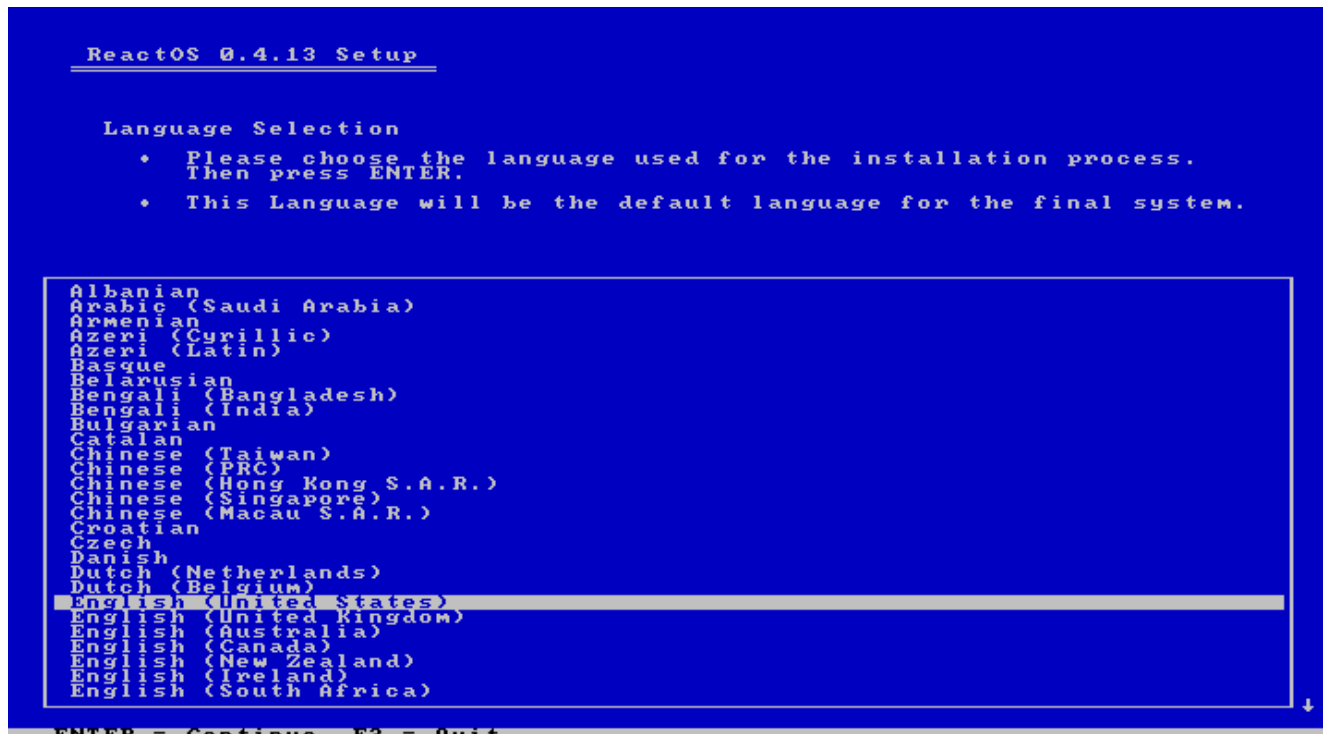 ReactOS 0.4.13 Setup
Language Selection
• Please choose the language used for the installation process.
Then press ENTER.
• This Language will be the default language for the final system.
Albanian
Arabic (Saudi Arabia)
Armenian
Azeri (Cyrillic)
Azeri (Latin)
Basque
Belarusian
Bengali (Bangladesh)
Bengali (India)
Bulgarian
Catalan
Chinese (Taiwan)
Chinese (PRC)
Chinese (Hong Kong S.A.R.)
Chinese (Singapore)
Chinese (Macau S.A.R.)
Croatian
Czech
Danish
Dutch (Netherlands)
Dutch (Belgium)
English (United States)
English (United Kingdom)
English (Australia)
English (Canada)
English (New Zealand)
English (Ireland)
English (South Africa)
ENTER = Continue F3 = Quit